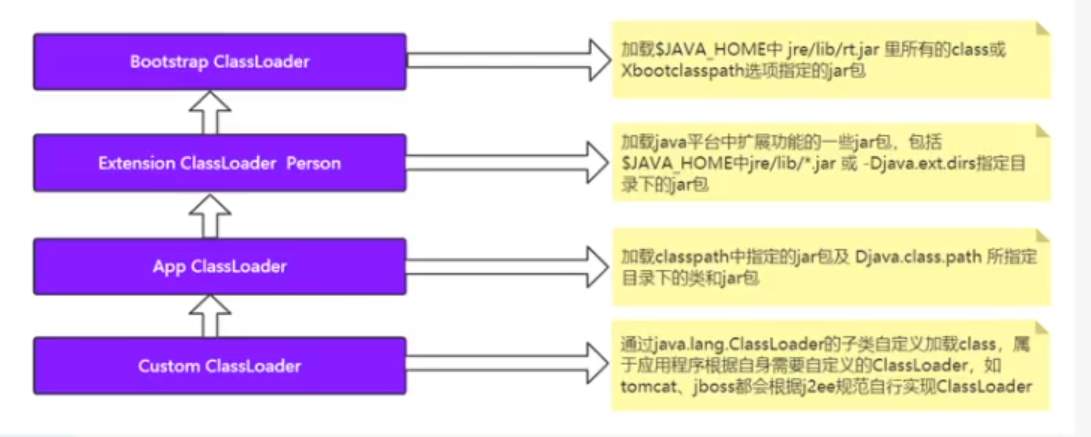 Bootstrap ClassLoader
加载$JAVA_HOME中 jre/lib/rt.jar 里所有的class或
Xbootclasspath选项指定的jar包
Extension ClassLoader Person
加载java平台中扩展功能的一些jar包，包括
$JAVA_HOME中jre/lib/*.jar 或 -Djava.ext.dirs指定目
录下的jar包
App ClassLoader
加载classpath中指定的jar包及 Djava.class.path 所指定
目录下的类和jar包
Custom ClassLoader
通过java.lang.ClassLoader的子类自定义加载class，属
于应用程序根据自身需要自定义的ClassLoader，如
tomcat、jboss都会根据j2ee规范自行实现ClassLoader